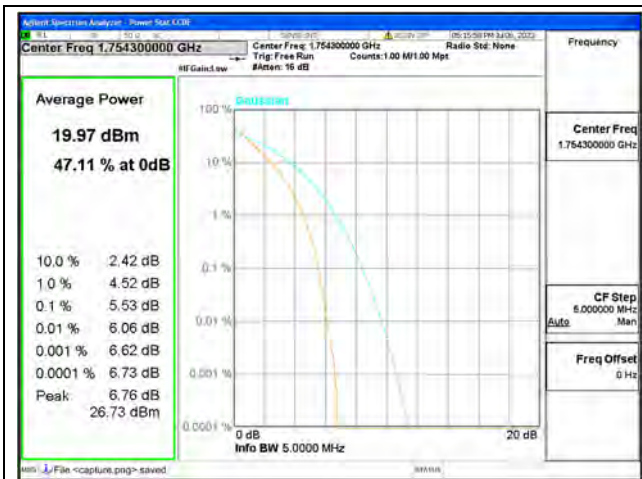 Agilent Spectrum Analyzer - Power Stat CCDF
Center Freq 1.754300000 GHz
Center Freq: 1.754300000 GHz
Radio Std: None
Trig: Free Run
Counts:1.00 M/1.00 Mpt
#IFGain:Low
#Atten: 16 dB
Frequency
Average Power
19.97 dBm
47.11 % at 0dB
10.0 % 2.42 dB
1.0 % 4.52 dB
0.1 % 5.53 dB
0.01 % 6.06 dB
0.001 % 6.62 dB
0.0001 % 6.73 dB
Peak 6.76 dB
26.73 dBm
Gaussian
100 %
10 %
1 %
0.1 %
0.01 %
0.001 %
0.0001 %
0 dB
20 dB
Info BW 5.0000 MHz
Center Freq
1.754300000 GHz
CF Step
5.000000 MHz
Auto Man
Freq Offset
0 Hz
MSG
File <capture.png> saved
STATUS